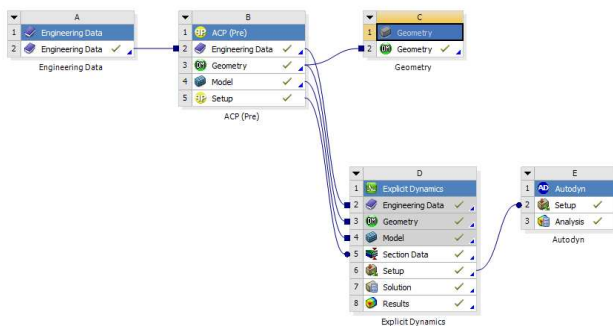 A
1 Engineering Data
2 Engineering Data
Engineering Data
B
1 ACP (Pre)
2 Engineering Data
3 Geometry
4 Model
5 Setup
ACP (Pre)
C
1 Geometry
2 Geometry
Geometry
D
1 Explicit Dynamics
2 Engineering Data
3 Geometry
4 Model
5 Section Data
6 Setup
7 Solution
8 Results
Explicit Dynamics
E
1 AD Autodyn
2 Setup
3 Analysis
Autodyn